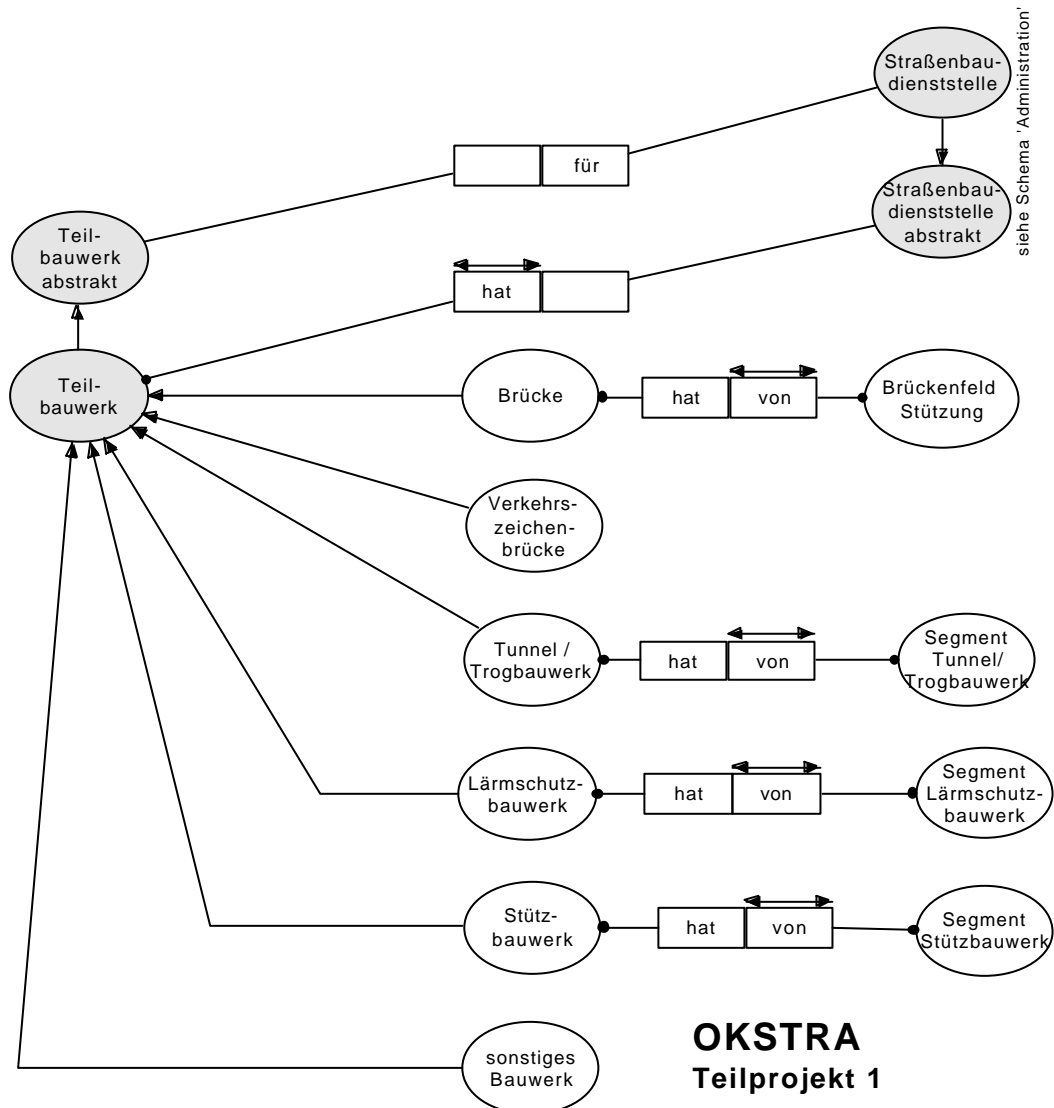 Straßenbau-
dienststelle
siehe Schema 'Administration'
für
Straßenbau-
dienststelle
abstrakt
Teil-
bauwerk
abstrakt
hat
Teil-
bauwerk
Brücke
hat
von
Brückenfeld
Stützung
Verkehrs-
zeichen-
brücke
Tunnel /
Trogbauwerk
hat
von
Segment
Tunnel/
Trogbauwerk
Lärmschutz-
bauwerk
hat
von
Segment
Lärmschutz-
bauwerk
Stütz-
bauwerk
hat
von
Segment
Stützbauwerk
sonstiges
Bauwerk
OKSTRA
Teilprojekt 1